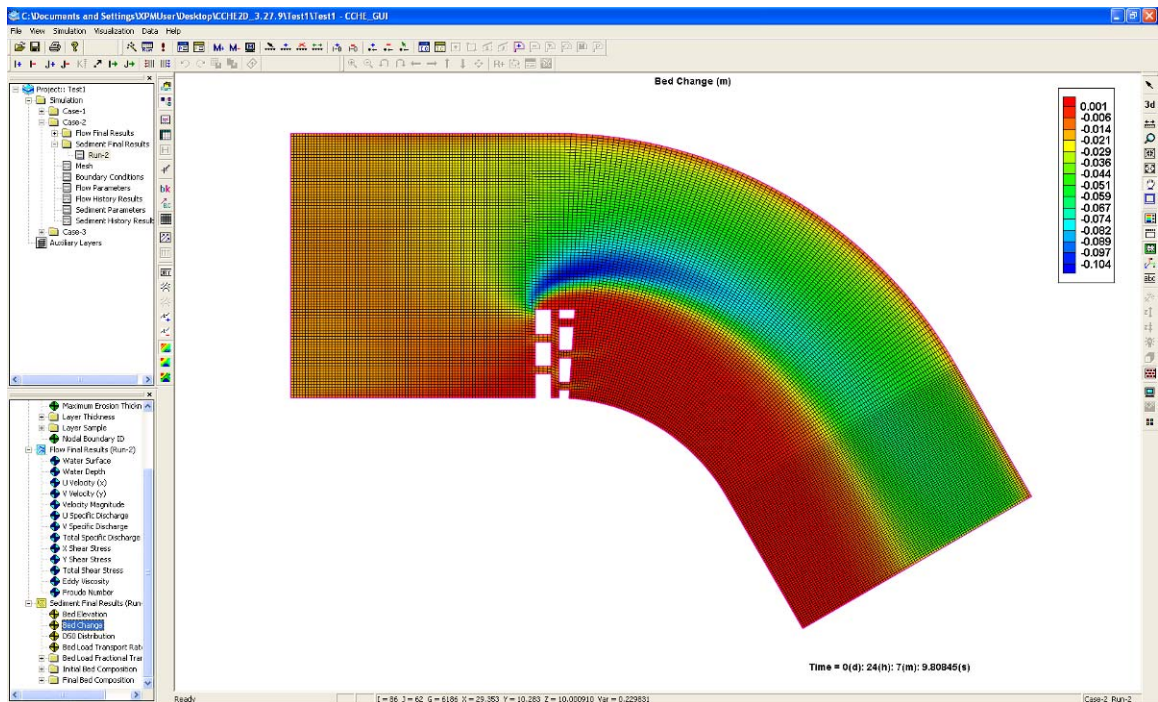 C:\Documents and Settings\XPMUser\Desktop\CCHE2D_3.27.9\Test1\Test1 - CCHE_GUI
File View Simulation Visualization Data Help
Project:: Test1
Simulation
Case-1
Case-2
Flow Final Results
Sediment Final Results
Run-2
Mesh
Boundary Conditions
Flow Parameters
Flow History Results
Sediment Parameters
Sediment History Result
Case-3
Auxiliary Layers
Maximum Erosion Thickn
Layer Thickness
Layer Sample
Nodal Boundary ID
Flow Final Results (Run-2)
Water Surface
Water Depth
U Velocity (x)
V Velocity (y)
Velocity Magnitude
U Specific Discharge
V Specific Discharge
Total Specific Discharge
X Shear Stress
Y Shear Stress
Total Shear Stress
Eddy Viscosity
Froude Number
Sediment Final Results (Run-
Bed Elevation
Bed Change
D50 Distribution
Bed Load Transport Rat
Bed Load Fractional Tran
Initial Bed Composition
Final Bed Composition
bk
Bed Change (m)
0.001
-0.006
-0.014
-0.021
-0.029
-0.036
-0.044
-0.051
-0.059
-0.067
-0.074
-0.082
-0.089
-0.097
-0.104
3d
abc
Time = 0(d): 24(h): 7(m): 9.80845(s)
Ready
I = 86 J = 62 G = 6186 X = 29.353 Y = 10.283 Z = 10.000910 Var = 0.229831
Case-2 Run-2